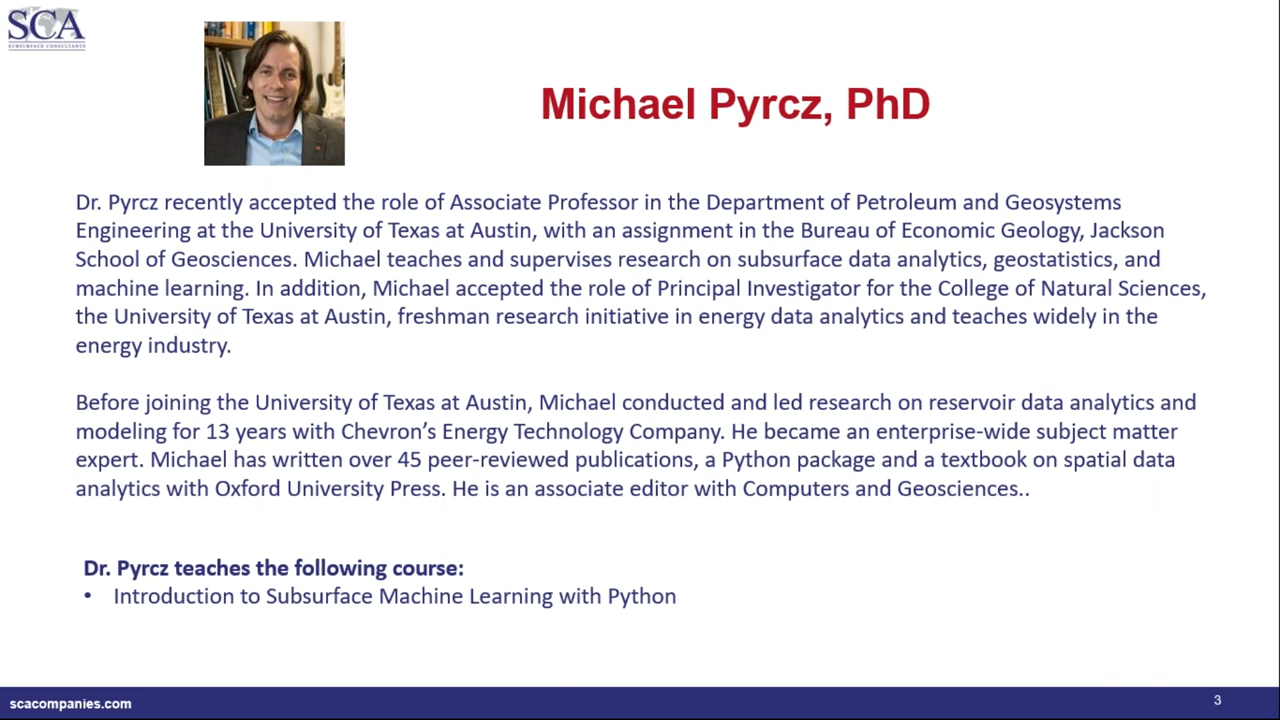 SCA
SUBSURFACE CONSULTANTS
Michael Pyrcz, PhD
Dr. Pyrcz recently accepted the role of Associate Professor in the Department of Petroleum and Geosystems
Engineering at the University of Texas at Austin, with an assignment in the Bureau of Economic Geology, Jackson
School of Geosciences. Michael teaches and supervises research on subsurface data analytics, geostatistics, and
machine learning. In addition, Michael accepted the role of Principal Investigator for the College of Natural Sciences,
the University of Texas at Austin, freshman research initiative in energy data analytics and teaches widely in the
energy industry.
Before joining the University of Texas at Austin, Michael conducted and led research on reservoir data analytics and
modeling for 13 years with Chevron’s Energy Technology Company. He became an enterprise-wide subject matter
expert. Michael has written over 45 peer-reviewed publications, a Python package and a textbook on spatial data
analytics with Oxford University Press. He is an associate editor with Computers and Geosciences..
Dr. Pyrcz teaches the following course:
• Introduction to Subsurface Machine Learning with Python
scacompanies.com
3